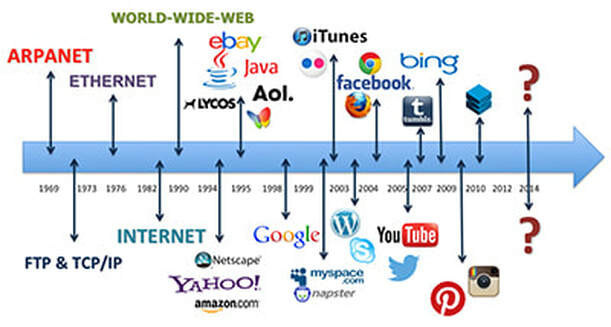 WORLD-WIDE-WEB
ARPANET
ETHERNET
ebay
Java
LYCOS
Aol.
iTunes
facebook
bing
t
tumblr.
?
1969 1973 1976 1982 1990 1994 1995 1998 1999 2003 2004 2005 2007 2009 2010 2012 2014
FTP & TCP/IP
INTERNET
Netscape
YAHOO!
amazon.com
Google
myspace
.com
napster
W
S
YouTube
?